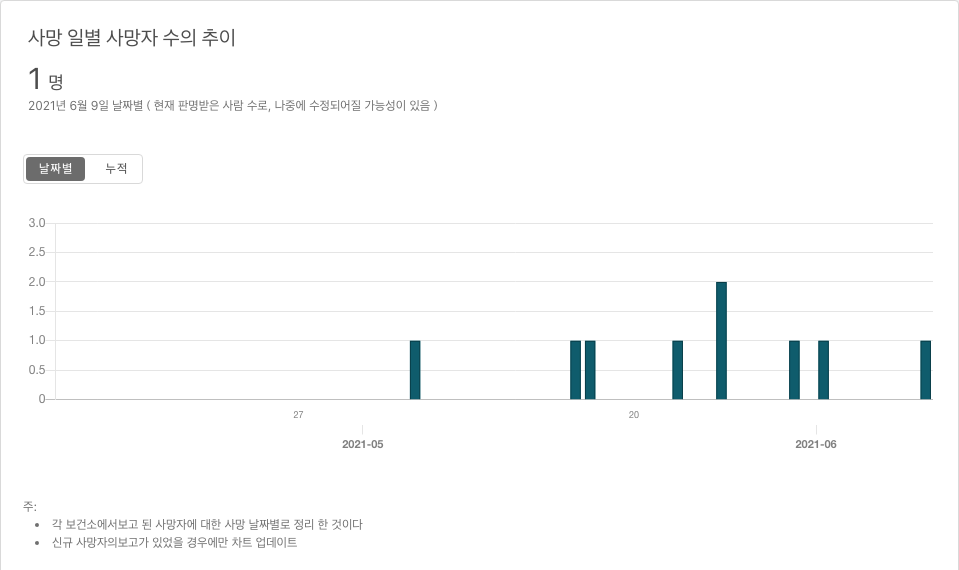 사망 일별 사망자 수의 추이
1 명
2021년 6월 9일 날짜별 ( 현재 판명받은 사람 수로, 나중에 수정되어질 가능성이 있음 )
날짜별 누적
3.0
2.5
2.0
1.5
1.0
0.5
0
27 20
2021-05 2021-06
주:
• 각 보건소에서보고 된 사망자에 대한 사망 날짜별로 정리 한 것이다
• 신규 사망자의보고가 있었을 경우에만 차트 업데이트